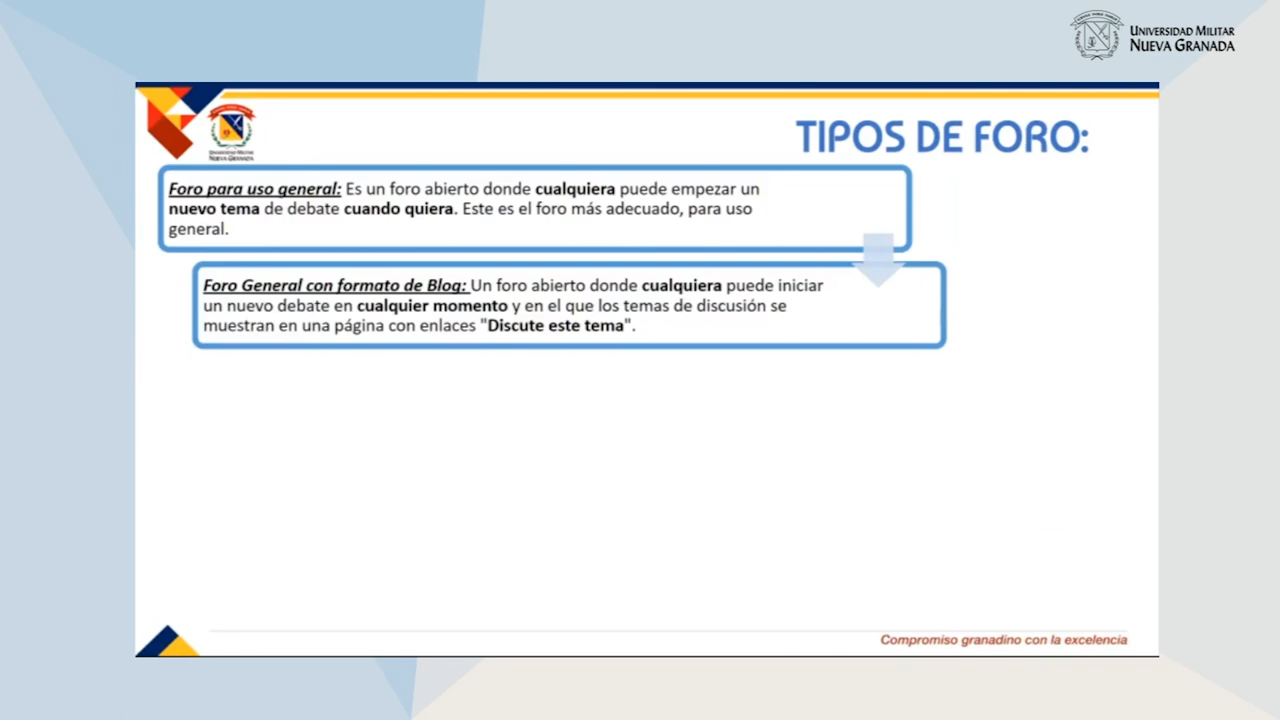 UNIVERSIDAD MILITAR
NUEVA GRANADA
UNIVERSIDAD MILITAR
NUEVA GRANADA
TIPOS DE FORO:
Foro para uso general: Es un foro abierto donde cualquiera puede empezar un
nuevo tema de debate cuando quiera. Este es el foro más adecuado, para uso
general.
Foro General con formato de Blog: Un foro abierto donde cualquiera puede iniciar
un nuevo debate en cualquier momento y en el que los temas de discusión se
muestran en una página con enlaces "Discute este tema".
Compromiso granadino con la excelencia